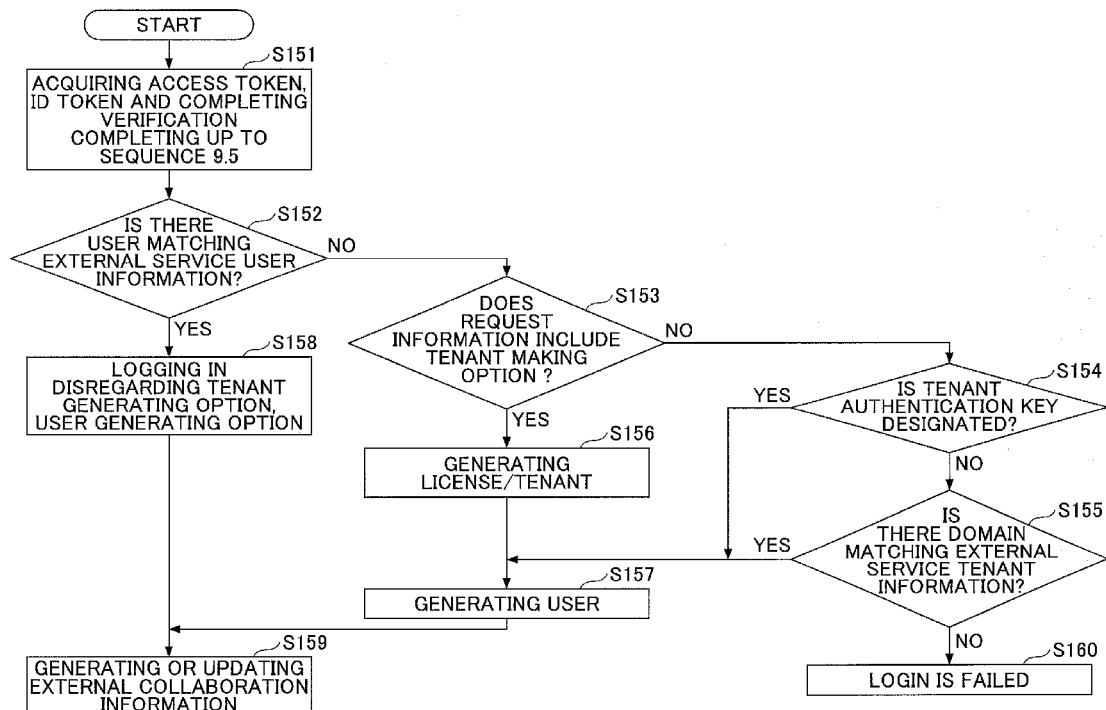 START
S151
ACQUIRING ACCESS TOKEN,
ID TOKEN AND COMPLETING
VERIFICATION
COMPLETING UP TO
SEQUENCE 9.5
S152
IS THERE
USER MATCHING
EXTERNAL SERVICE USER
INFORMATION?
NO
YES
S153
DOES
REQUEST
INFORMATION INCLUDE
TENANT MAKING
OPTION ?
NO
YES
S158
LOGGING IN
DISREGARDING TENANT
GENERATING OPTION,
USER GENERATING OPTION
S154
IS TENANT
AUTHENTICATION KEY
DESIGNATED?
YES
NO
S156
GENERATING
LICENSE/TENANT
S155
IS
THERE DOMAIN
MATCHING EXTERNAL
SERVICE TENANT
INFORMATION?
YES
NO
S157
GENERATING USER
S159
GENERATING OR UPDATING
EXTERNAL COLLABORATION
INFORMATION
S160
LOGIN IS FAILED